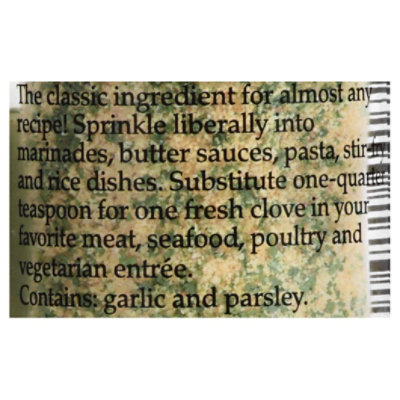 The classic ingredient for almost any
recipe! Sprinkle liberally into
marinades, butter sauces, pasta, stir-fry
and rice dishes. Substitute one-quarter
teaspoon for one fresh clove in your
favorite meat, seafood, poultry and
vegetarian entrée.
Contains: garlic and parsley.